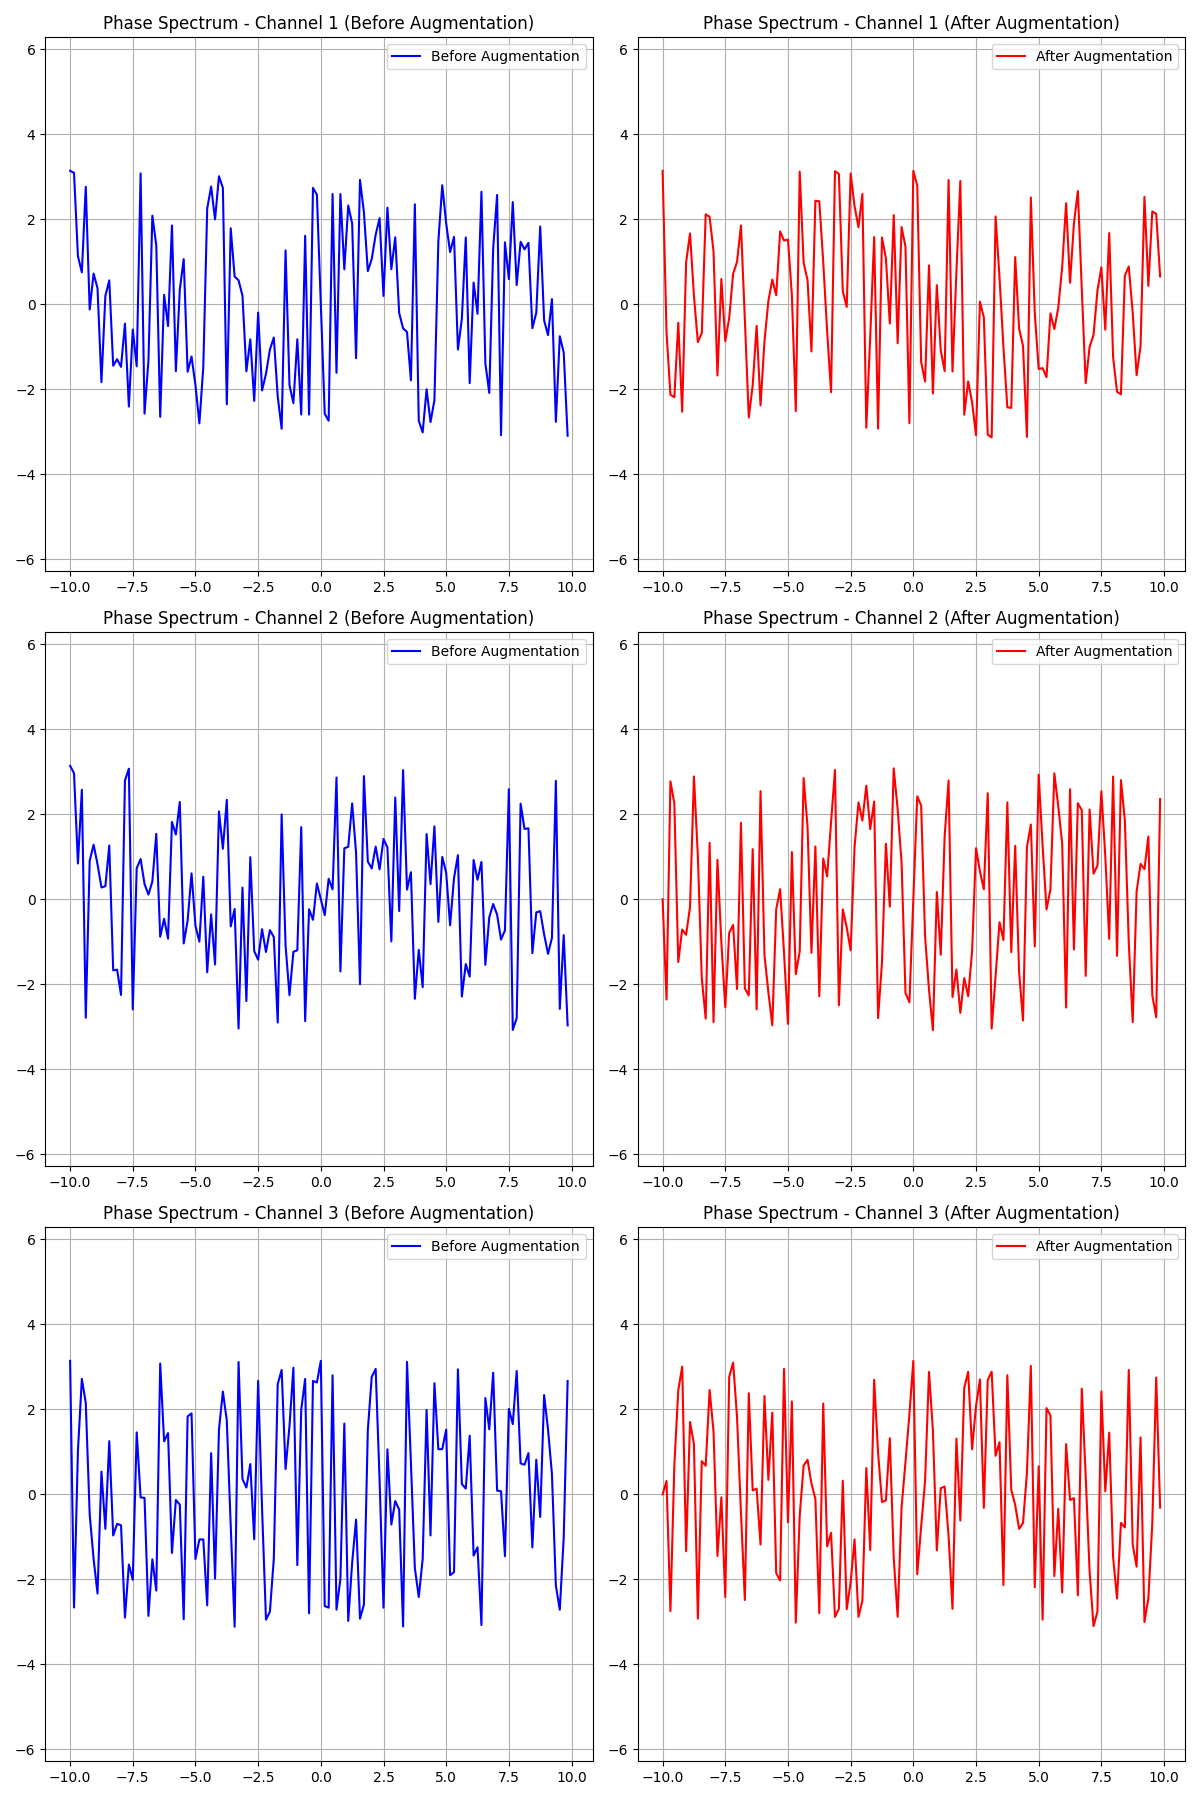 Phase Spectrum - Channel 1 (Before Augmentation)
Before Augmentation
6
4
2
0
−2
−4
−6
−10.0 −7.5 −5.0 −2.5 0.0 2.5 5.0 7.5 10.0
Phase Spectrum - Channel 1 (After Augmentation)
After Augmentation
6
4
2
0
−2
−4
−6
−10.0 −7.5 −5.0 −2.5 0.0 2.5 5.0 7.5 10.0
Phase Spectrum - Channel 2 (Before Augmentation)
Before Augmentation
6
4
2
0
−2
−4
−6
−10.0 −7.5 −5.0 −2.5 0.0 2.5 5.0 7.5 10.0
Phase Spectrum - Channel 2 (After Augmentation)
After Augmentation
6
4
2
0
−2
−4
−6
−10.0 −7.5 −5.0 −2.5 0.0 2.5 5.0 7.5 10.0
Phase Spectrum - Channel 3 (Before Augmentation)
Before Augmentation
6
4
2
0
−2
−4
−6
−10.0 −7.5 −5.0 −2.5 0.0 2.5 5.0 7.5 10.0
Phase Spectrum - Channel 3 (After Augmentation)
After Augmentation
6
4
2
0
−2
−4
−6
−10.0 −7.5 −5.0 −2.5 0.0 2.5 5.0 7.5 10.0